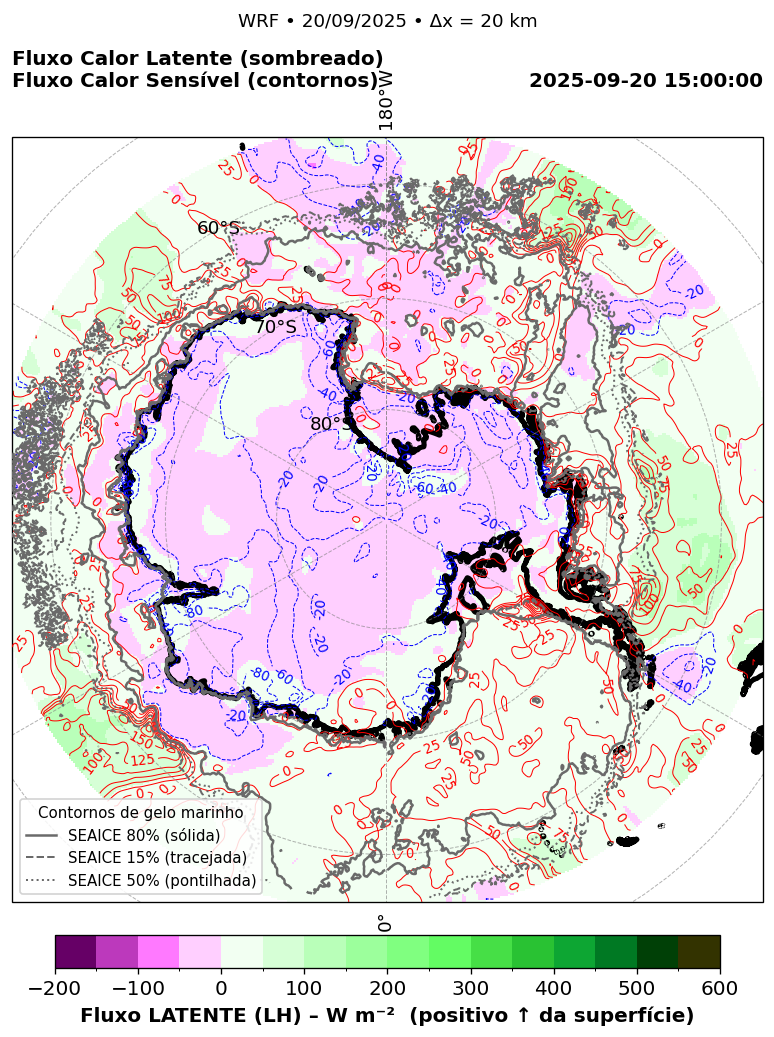 WRF • 20/09/2025 • Δx = 20 km
Fluxo Calor Latente (sombreado)
Fluxo Calor Sensível (contornos)
2025-09-20 15:00:00
180°W
60°S
70°S
80°S
0°
Contornos de gelo marinho
SEAICE 80% (sólida)
SEAICE 15% (tracejada)
SEAICE 50% (pontilhada)
−200 −100 0 100 200 300 400 500 600
Fluxo LATENTE (LH) – W m⁻² (positivo ↑ da superfície)